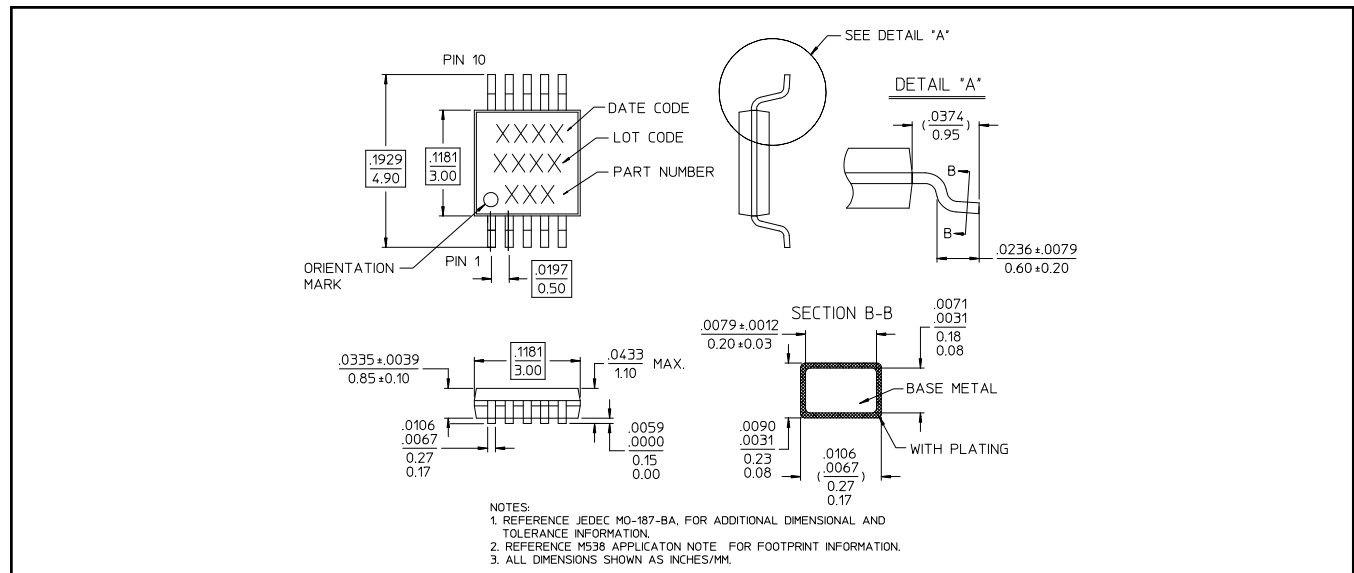 PIN 10
DATE CODE
XXXX
LOT CODE
XXXX
PART NUMBER
XXX
.1929
4.90
.1181
3.00
ORIENTATION
MARK
PIN 1
.0197
0.50
SEE DETAIL "A"
DETAIL "A"
(.0374)
0.95
B
B
.0236±.0079
0.60±0.20
.0335±.0039
0.85±0.10
.1181
3.00
.0433 MAX.
1.10
.0106
.0067
0.27
0.17
.0059
.0000
0.15
0.00
SECTION B-B
.0079±.0012
0.20±0.03
.0071
.0031
0.18
0.08
BASE METAL
WITH PLATING
.0090
.0031
0.23
0.08
.0106
(.0067)
0.27
0.17
NOTES:
1. REFERENCE JEDEC MO-187-BA, FOR ADDITIONAL DIMENSIONAL AND
TOLERANCE INFORMATION.
2. REFERENCE M538 APPLICATON NOTE FOR FOOTPRINT INFORMATION.
3. ALL DIMENSIONS SHOWN AS INCHES/MM.